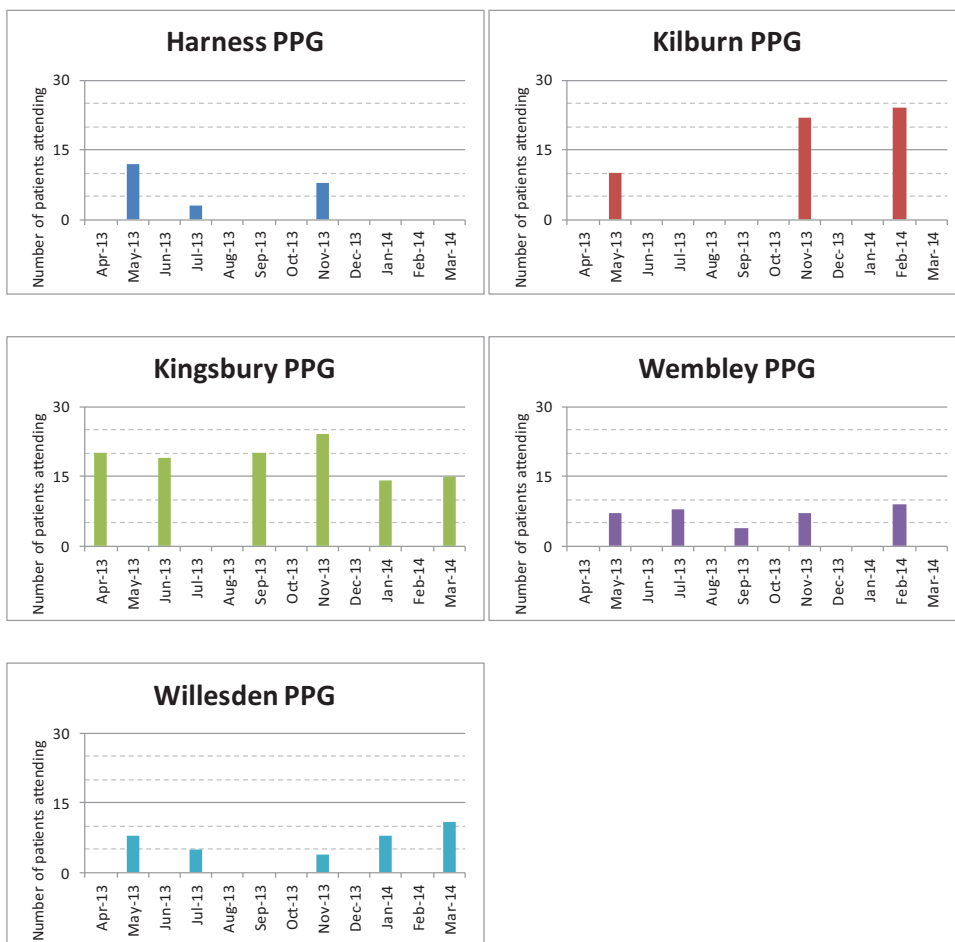 Harness PPG
Number of patients attending
30
15
0
Apr-13
May-13
Jun-13
Jul-13
Aug-13
Sep-13
Oct-13
Nov-13
Dec-13
Jan-14
Feb-14
Mar-14
Kilburn PPG
Number of patients attending
30
15
0
Apr-13
May-13
Jun-13
Jul-13
Aug-13
Sep-13
Oct-13
Nov-13
Dec-13
Jan-14
Feb-14
Mar-14
Kingsbury PPG
Number of patients attending
30
15
0
Apr-13
May-13
Jun-13
Jul-13
Aug-13
Sep-13
Oct-13
Nov-13
Dec-13
Jan-14
Feb-14
Mar-14
Wembley PPG
Number of patients attending
30
15
0
Apr-13
May-13
Jun-13
Jul-13
Aug-13
Sep-13
Oct-13
Nov-13
Dec-13
Jan-14
Feb-14
Mar-14
Willesden PPG
Number of patients attending
30
15
0
Apr-13
May-13
Jun-13
Jul-13
Aug-13
Sep-13
Oct-13
Nov-13
Dec-13
Jan-14
Feb-14
Mar-14